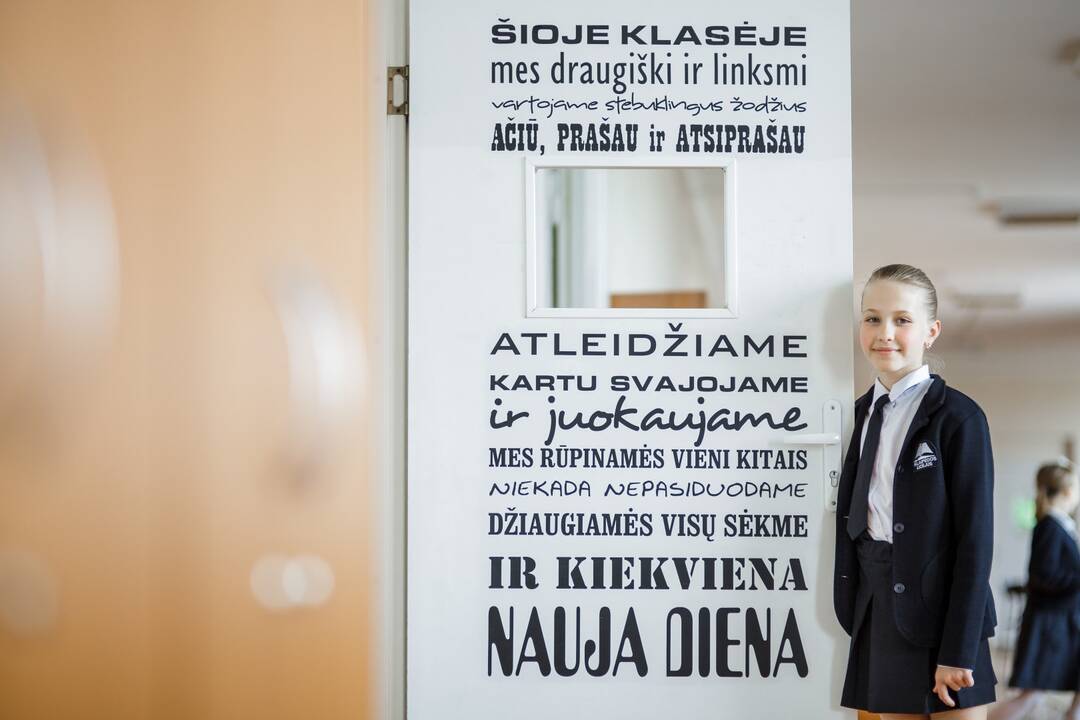 ŠIOJE KLASĖJE
mes draugiški ir linksmi
vartojame stebuklingus žodžius
AČIŪ, PRAŠAU ir ATSIPRAŠAU
ATLEIDŽIAME
KARTU SVAJOJAME
ir juokaujame
MES RŪPINAMĖS VIENI KITAIS
NIEKADA NEPASIDUODAME
DŽIAUGIAMĖS VISŲ SĖKME
IR KIEKVIENA
NAUJA DIENA